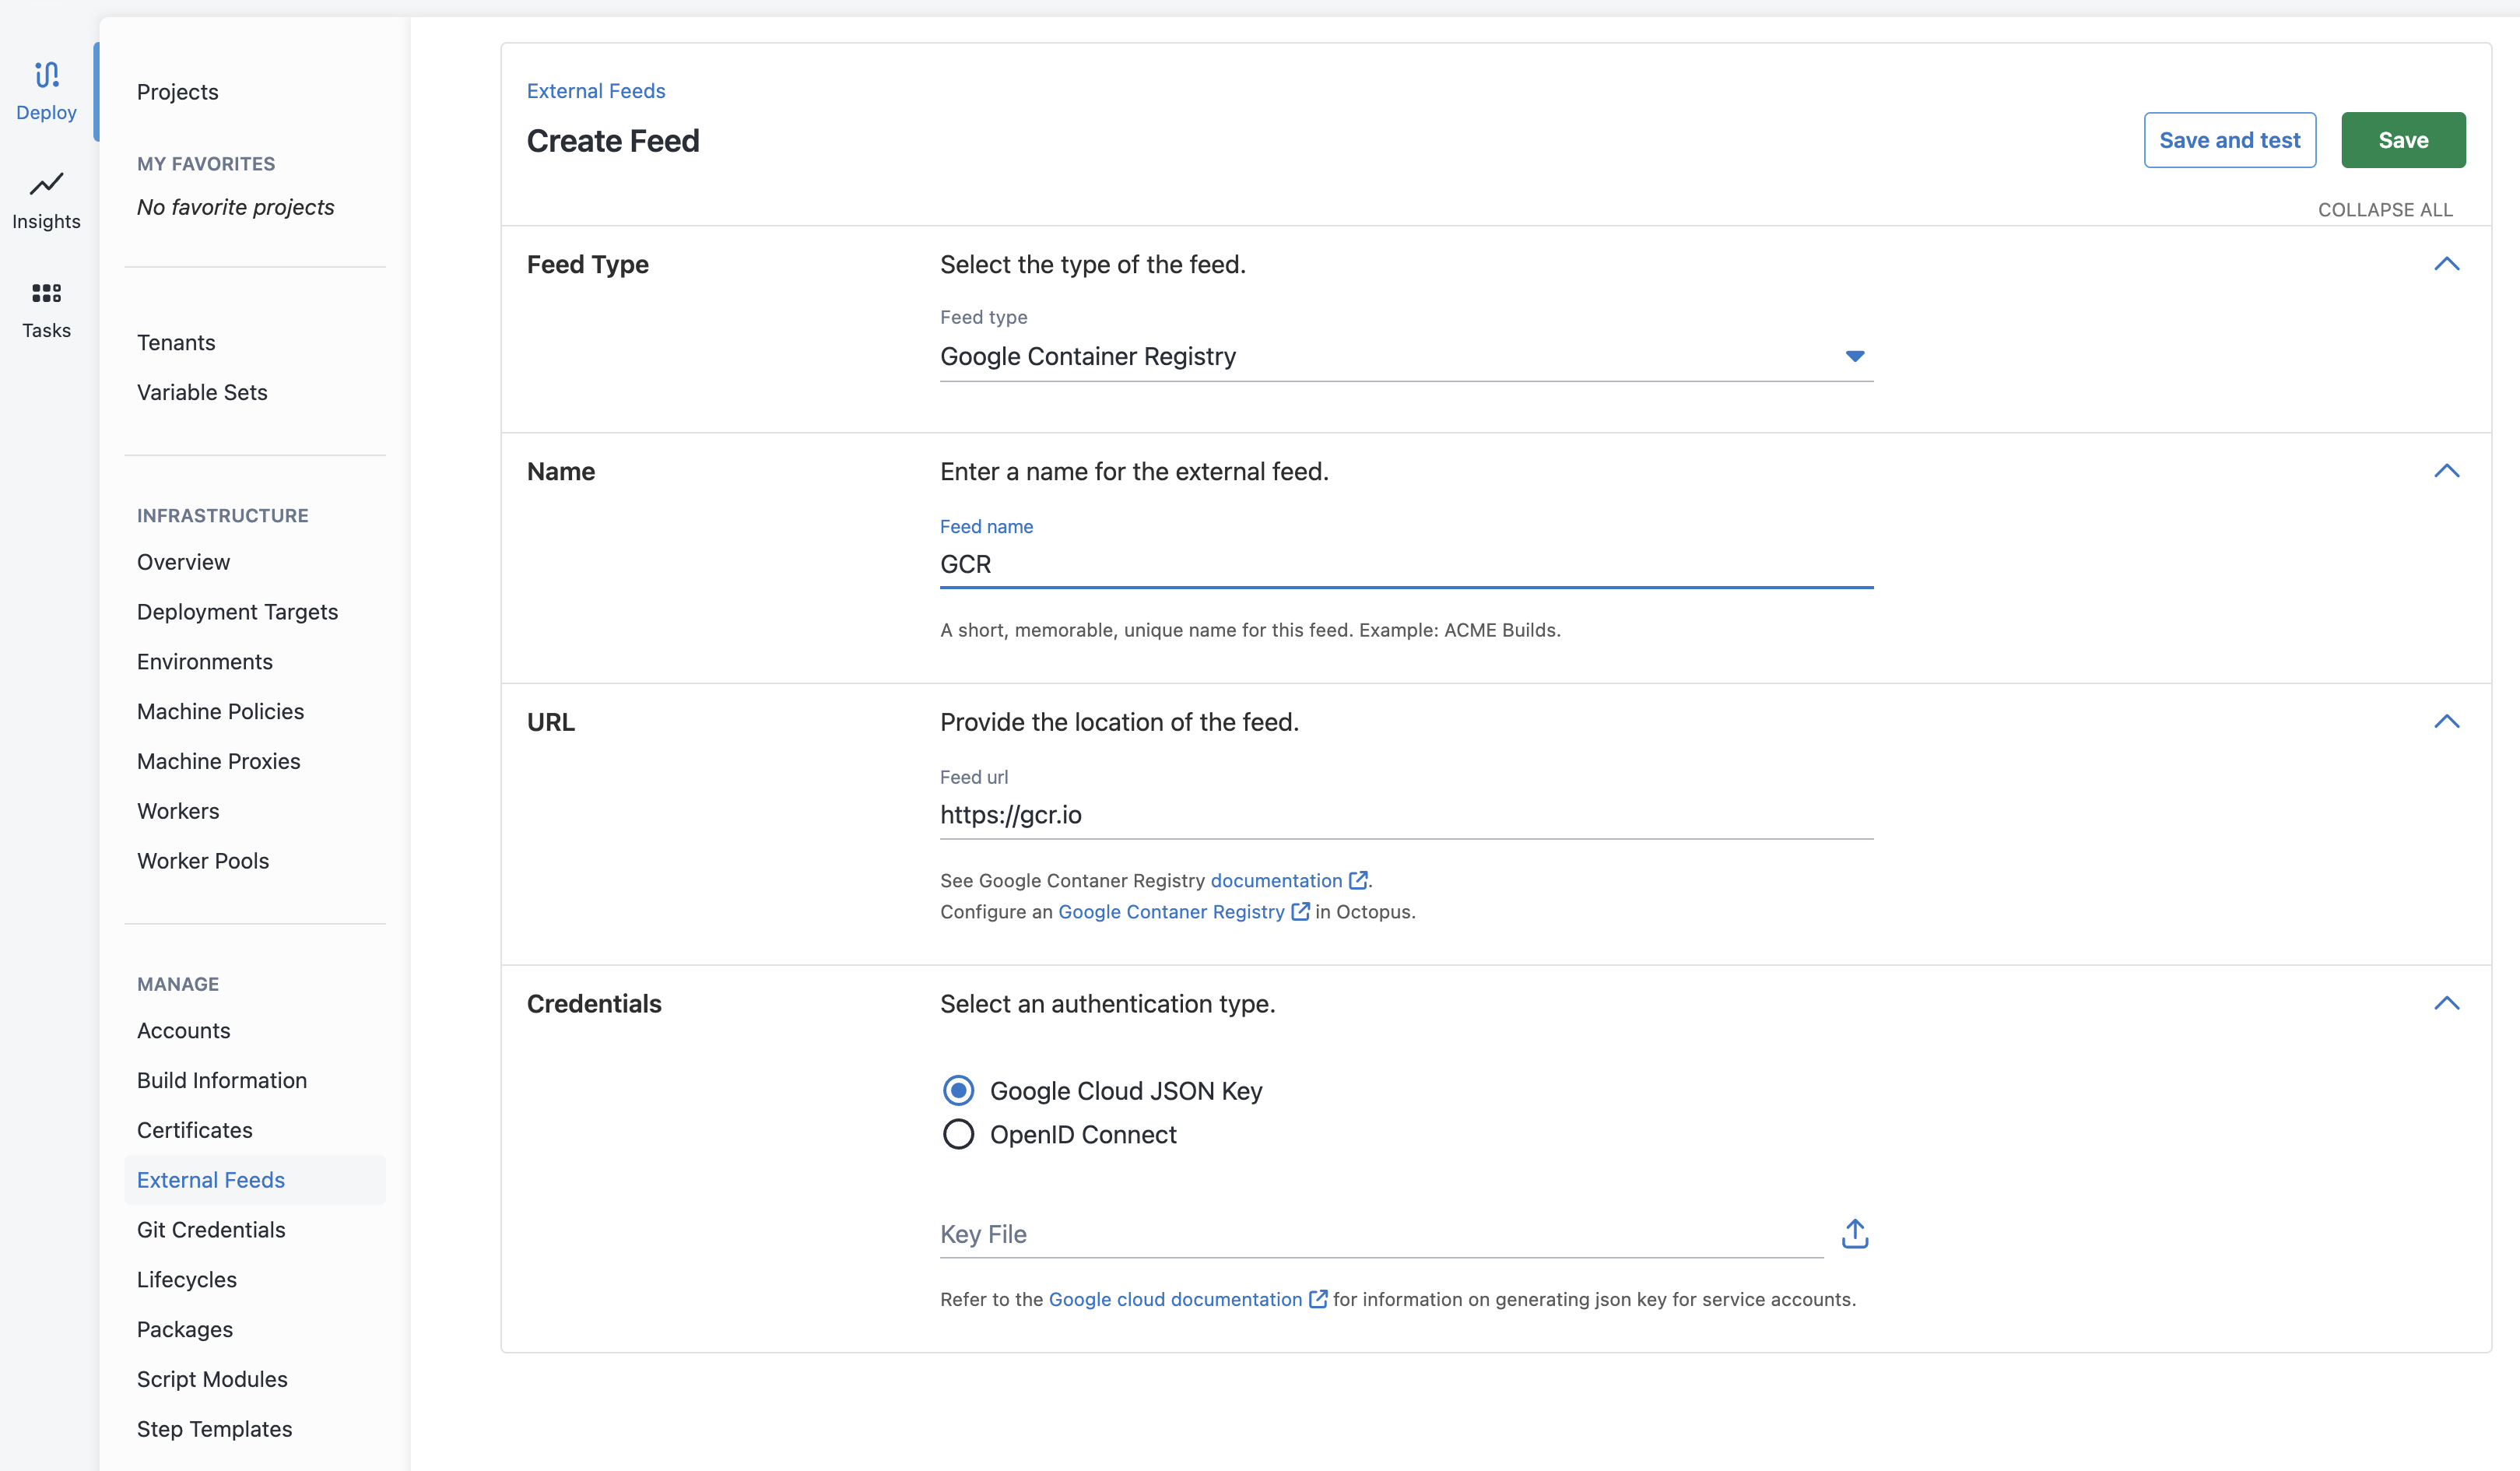 Deploy
Insights
Tasks
Projects
MY FAVORITES
No favorite projects
Tenants
Variable Sets
INFRASTRUCTURE
Overview
Deployment Targets
Environments
Machine Policies
Machine Proxies
Workers
Worker Pools
MANAGE
Accounts
Build Information
Certificates
External Feeds
Git Credentials
Lifecycles
Packages
Script Modules
Step Templates
External Feeds
Create Feed
Save and test
Save
COLLAPSE ALL
Feed Type
Select the type of the feed.
Feed type
Google Container Registry
Name
Enter a name for the external feed.
Feed name
GCR
A short, memorable, unique name for this feed. Example: ACME Builds.
URL
Provide the location of the feed.
Feed url
https://gcr.io
See Google Contaner Registry documentation.
Configure an Google Contaner Registry in Octopus.
Credentials
Select an authentication type.
Google Cloud JSON Key
OpenID Connect
Key File
Refer to the Google cloud documentation for information on generating json key for service accounts.